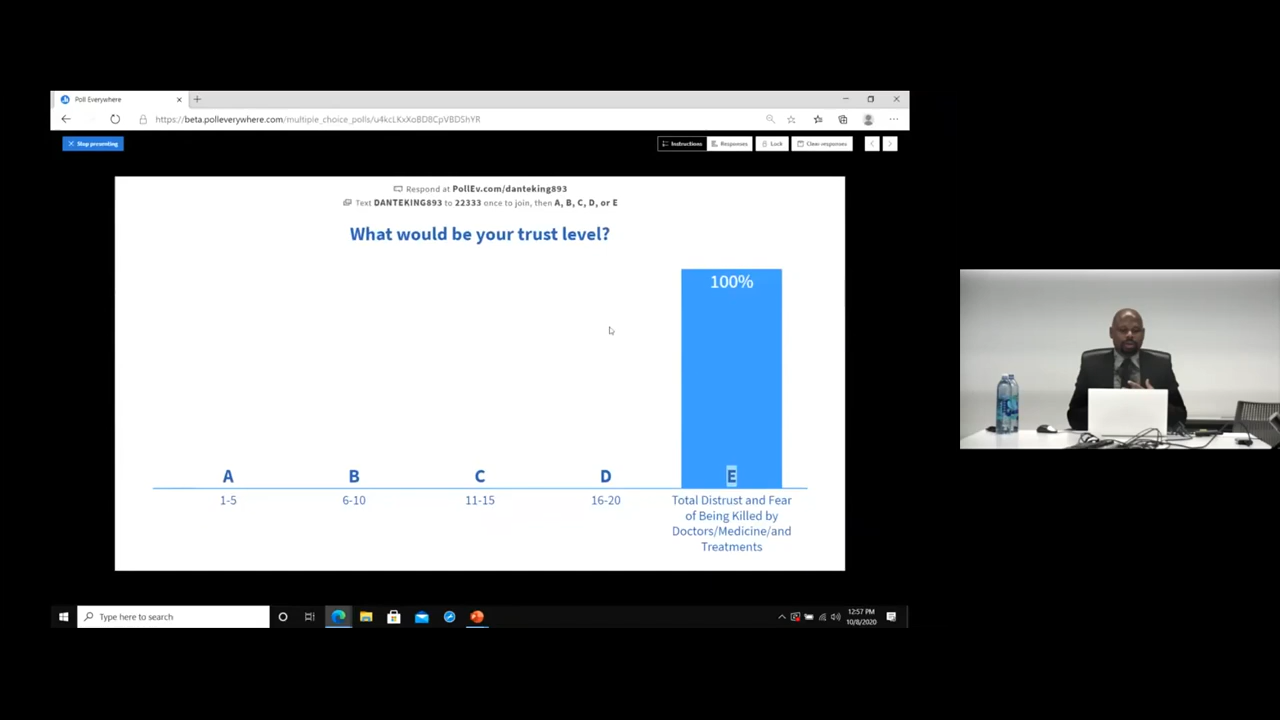 Poll Everywhere
https://beta.polleverywhere.com/multiple_choice_polls/u4kcLKxXoBD8CpVBDShYR
Stop presenting
Instructions
Responses
Lock
Clear responses
Respond at PollEv.com/danteking893
Text DANTEKING893 to 22333 once to join, then A, B, C, D, or E
What would be your trust level?
100%
A
B
C
D
E
1-5
6-10
11-15
16-20
Total Distrust and Fear
of Being Killed by
Doctors/Medicine/and
Treatments
Type here to search
12:57 PM
10/8/2020